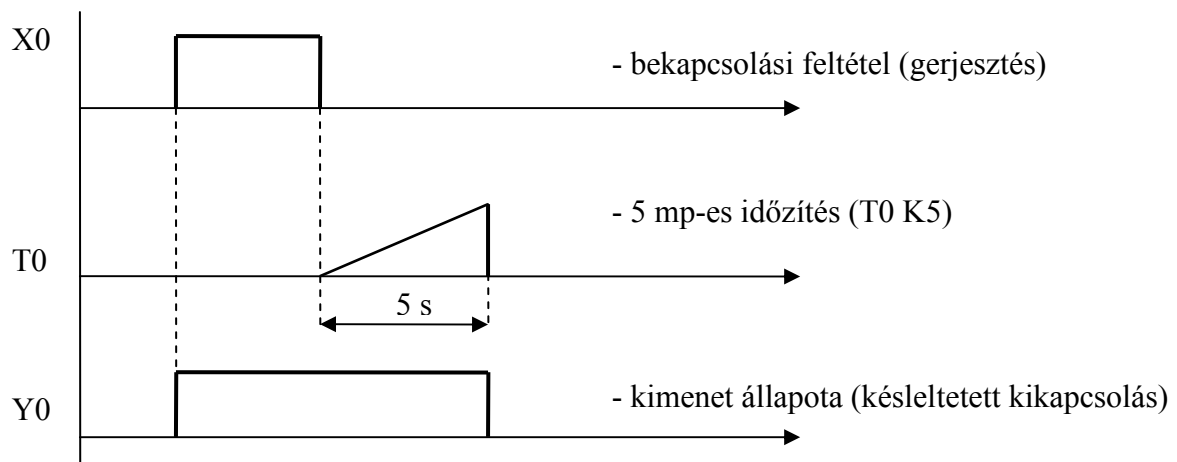 X0
- bekapcsolási feltétel (gerjesztés)
- 5 mp-es időzítés (T0 K5)
T0
5 s
- kimenet állapota (késleltetett kikapcsolás)
Y0